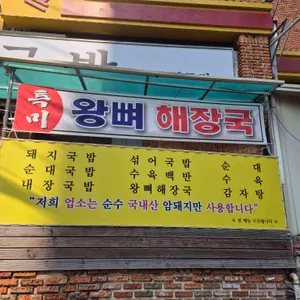 국밥
특미 왕뼈 해장국
돼지국밥 섞어국밥 순대
순대국밥 수육백반 수육
내장국밥 왕뼈해장국 감자탕
"저희 업소는 순수 국내산 암돼지만 사용합니다"